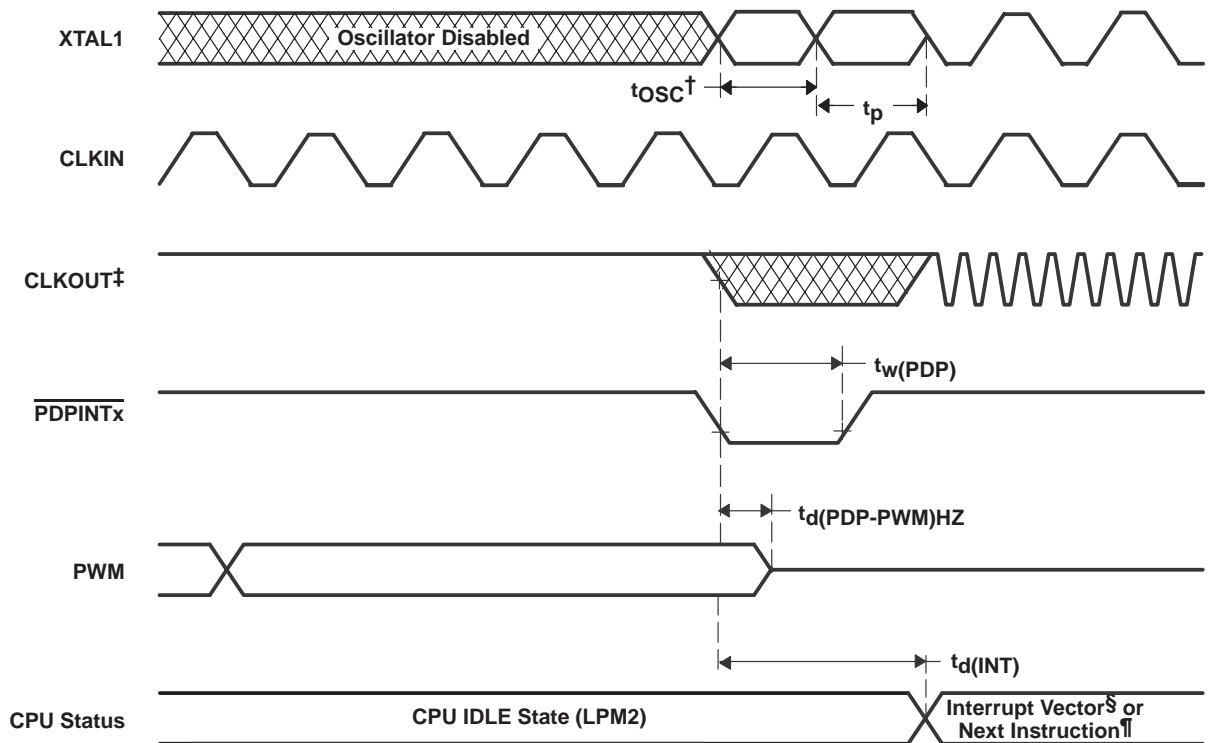 XTAL1
Oscillator Disabled
tOSC†
tp
CLKIN
CLKOUT‡
tw(PDP)
PDPINTx
td(PDP-PWM)HZ
PWM
td(INT)
CPU Status
CPU IDLE State (LPM2)
Interrupt Vector§ or
Next Instruction¶